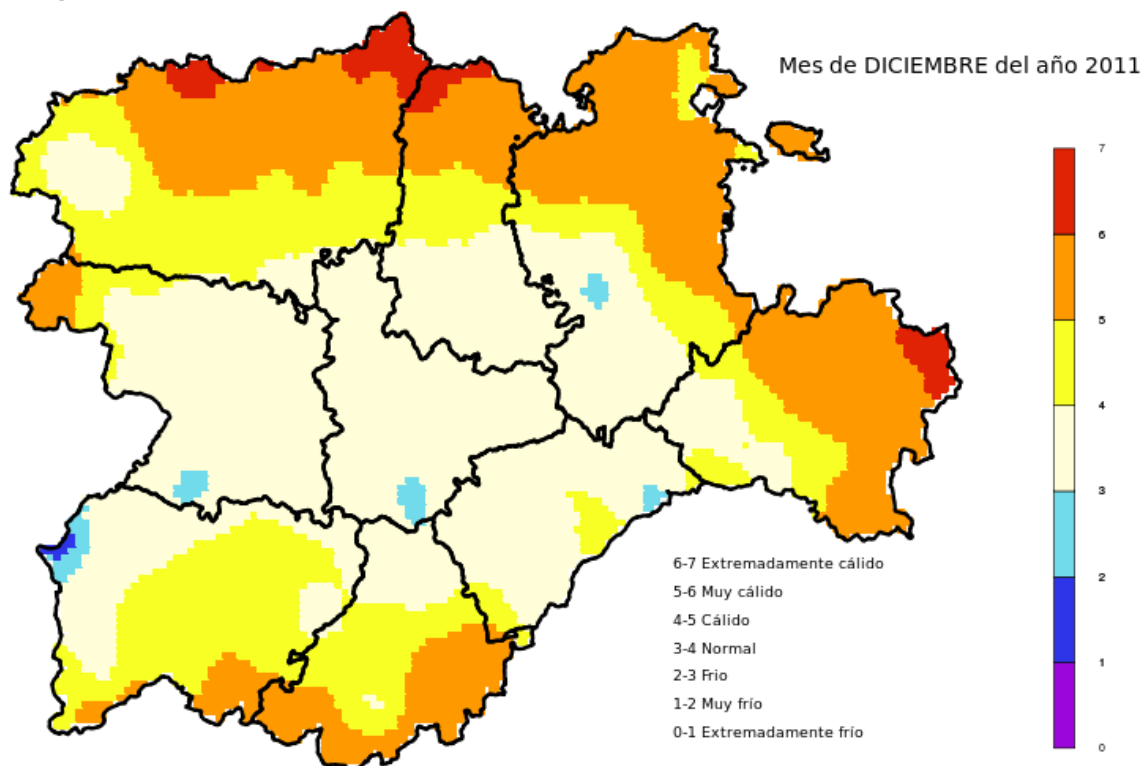 Mes de DICIEMBRE del año 2011
7
6
5
4
3
2
1
0
6-7 Extremadamente cálido
5-6 Muy cálido
4-5 Cálido
3-4 Normal
2-3 Frio
1-2 Muy frío
0-1 Extremadamente frío